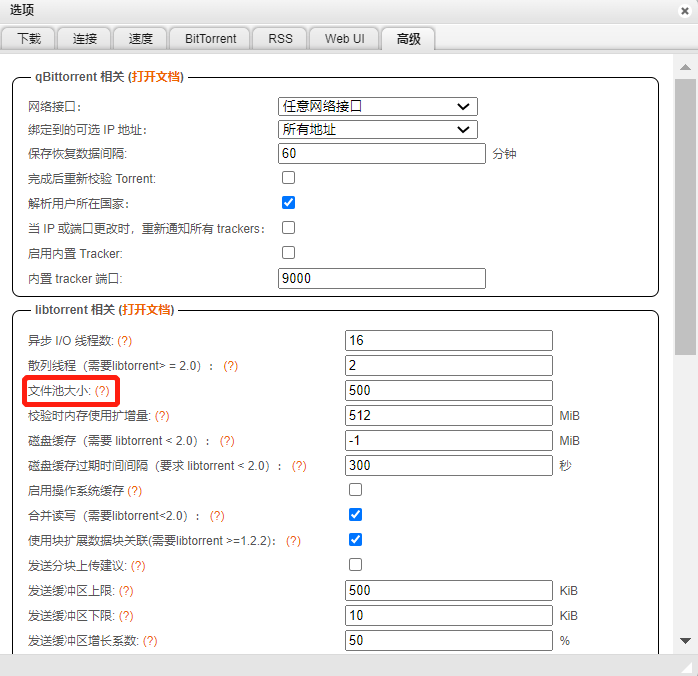 选项
下载 连接 速度 BitTorrent RSS Web UI 高级
qBittorrent 相关 (打开文档)
网络接口： 任意网络接口
绑定到的可选 IP 地址： 所有地址
保存恢复数据间隔: 60 分钟
完成后重新校验 Torrent:
解析用户所在国家：
当 IP 或端口更改时，重新通知所有 trackers：
启用内置 Tracker:
内置 tracker 端口: 9000
libtorrent 相关 (打开文档)
异步 I/O 线程数: (?) 16
散列线程（需要libtorrent> = 2.0）： (?) 2
文件池大小: (?) 500
校验时内存使用扩增量: (?) 512 MiB
磁盘缓存（需要 libtorrent < 2.0）： (?) -1 MiB
磁盘缓存过期时间间隔（要求 libtorrent < 2.0）： (?) 300 秒
启用操作系统缓存 (?)
合并读写（需要libtorrent<2.0）： (?)
使用块扩展数据块关联(需要libtorrent >=1.2.2)： (?)
发送分块上传建议: (?)
发送缓冲区上限: (?) 500 KiB
发送缓冲区下限: (?) 10 KiB
发送缓冲区增长系数: (?) 50 %